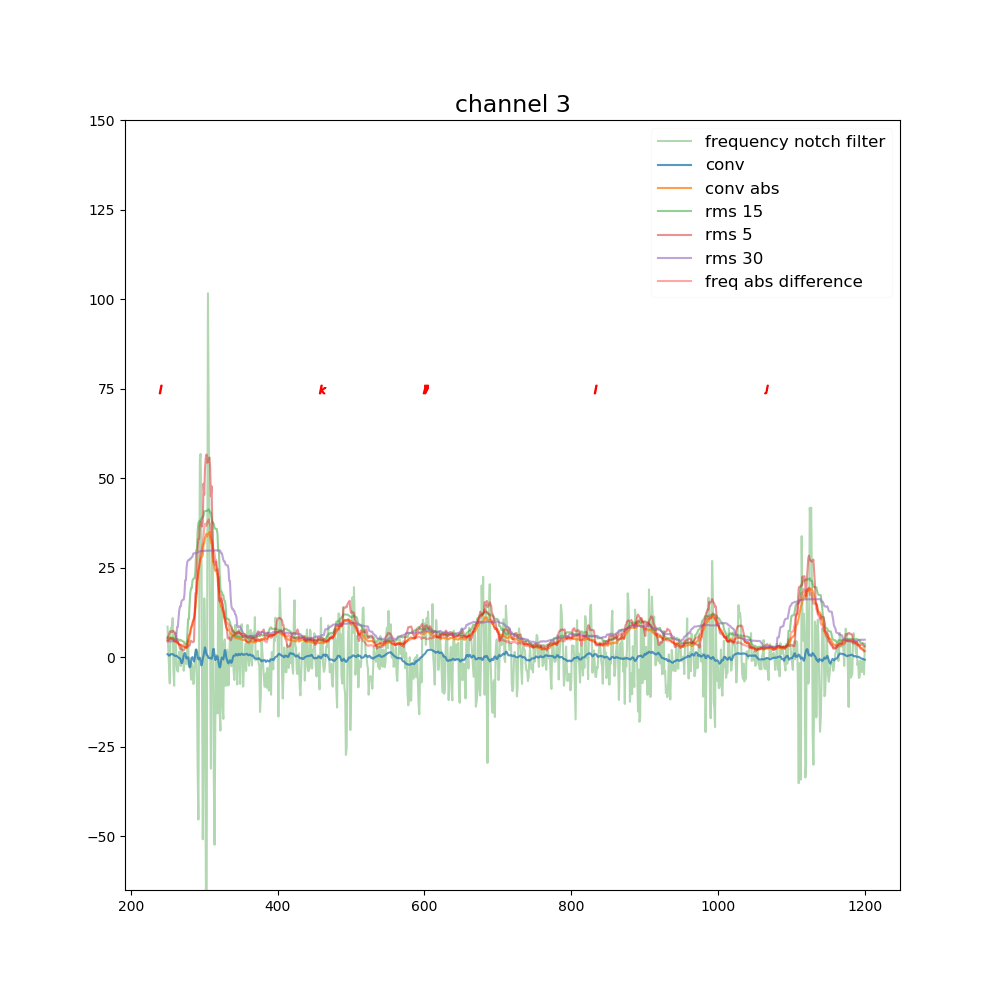 channel 3
150
125
100
75
50
25
0
−25
−50
frequency notch filter
conv
conv abs
rms 15
rms 5
rms 30
freq abs difference
l
k
l
j
200
400
600
800
1000
1200